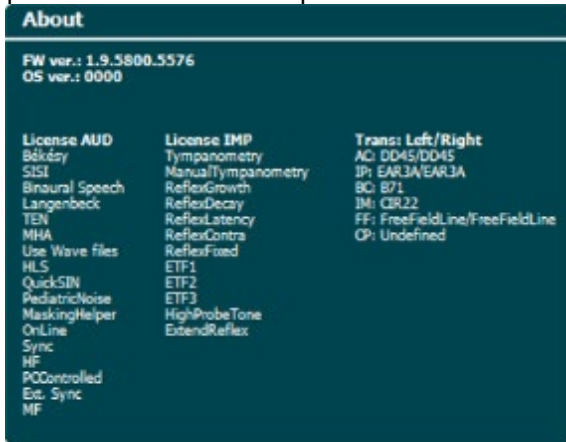 About
FW ver.: 1.9.5800.5576
OS ver.: 0000
License AUD
Békésy
SISI
Binaural Speech
Langenbeck
TEN
MHA
Use Wave files
HLS
QuickSIN
PediatricNoise
MaskingHelper
OnLine
Sync
HF
PCControlled
Ext. Sync
MF
License IMP
Tympanometry
ManualTympanometry
ReflexGrowth
ReflexDecay
ReflexLatency
ReflexContra
ReflexFixed
ETF1
ETF2
ETF3
HighProbeTone
ExtendReflex
Trans: Left/Right
AC: DD45/DD45
IP: EAR3A/EAR3A
BC: B71
IM: CIR22
FF: FreeFieldLine/FreeFieldLine
CP: Undefined